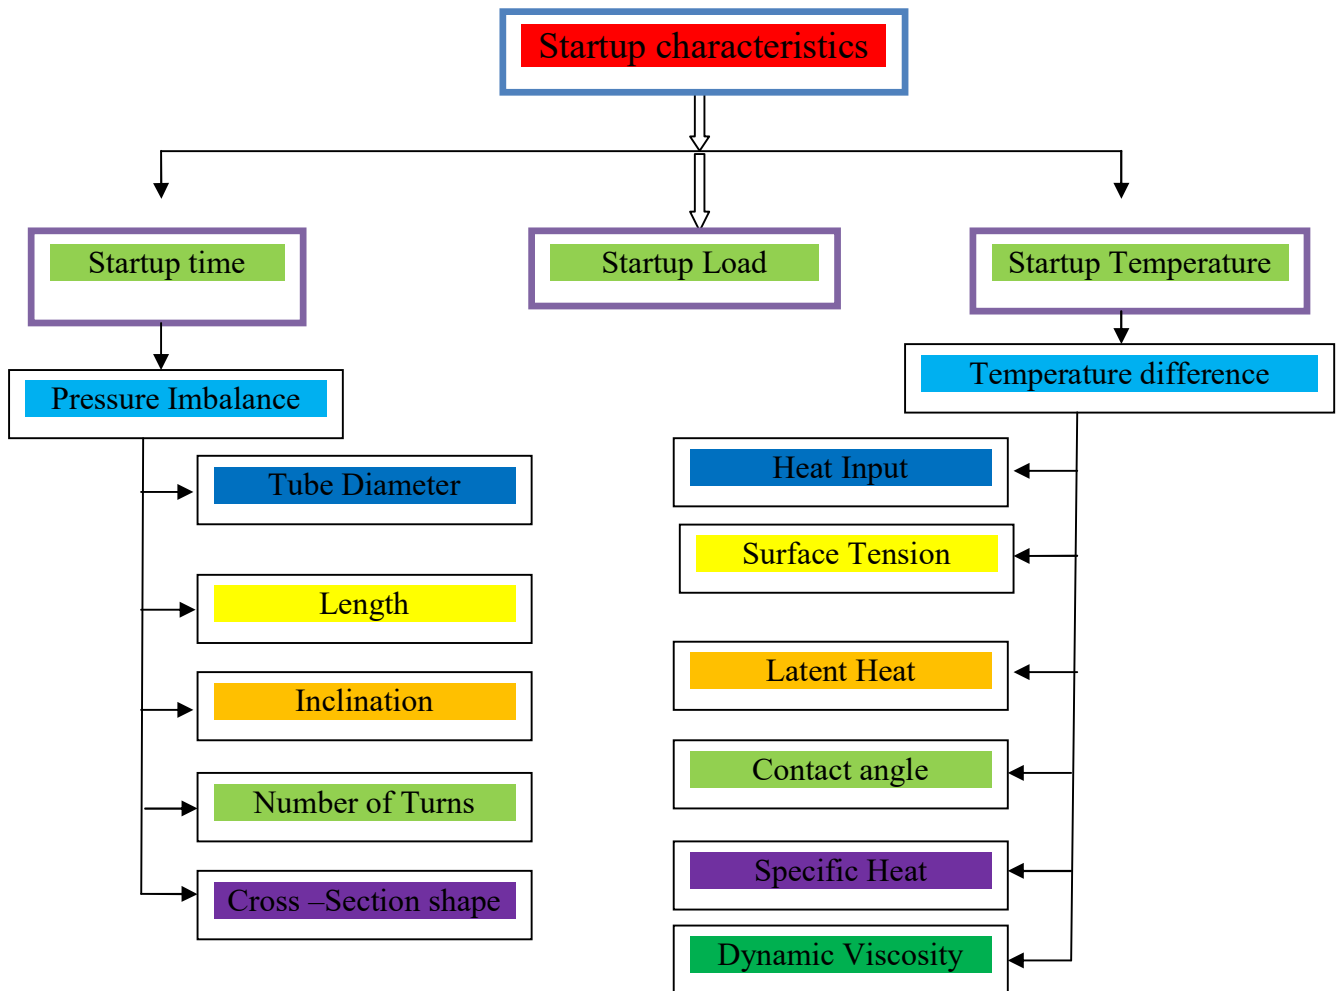 Startup characteristics
Startup time
Startup Load
Startup Temperature
Pressure Imbalance
Temperature difference
Tube Diameter
Length
Inclination
Number of Turns
Cross –Section shape
Heat Input
Surface Tension
Latent Heat
Contact angle
Specific Heat
Dynamic Viscosity